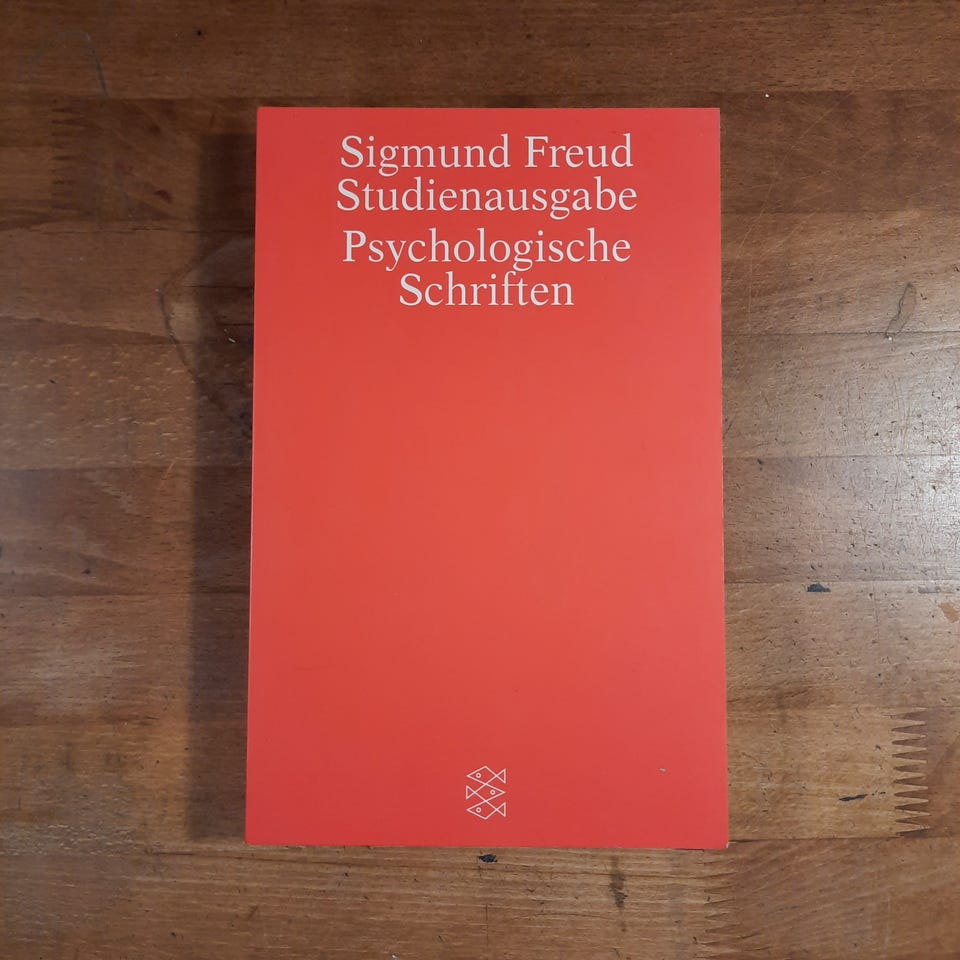 Sigmund Freud
Studienausgabe
Psychologische
Schriften